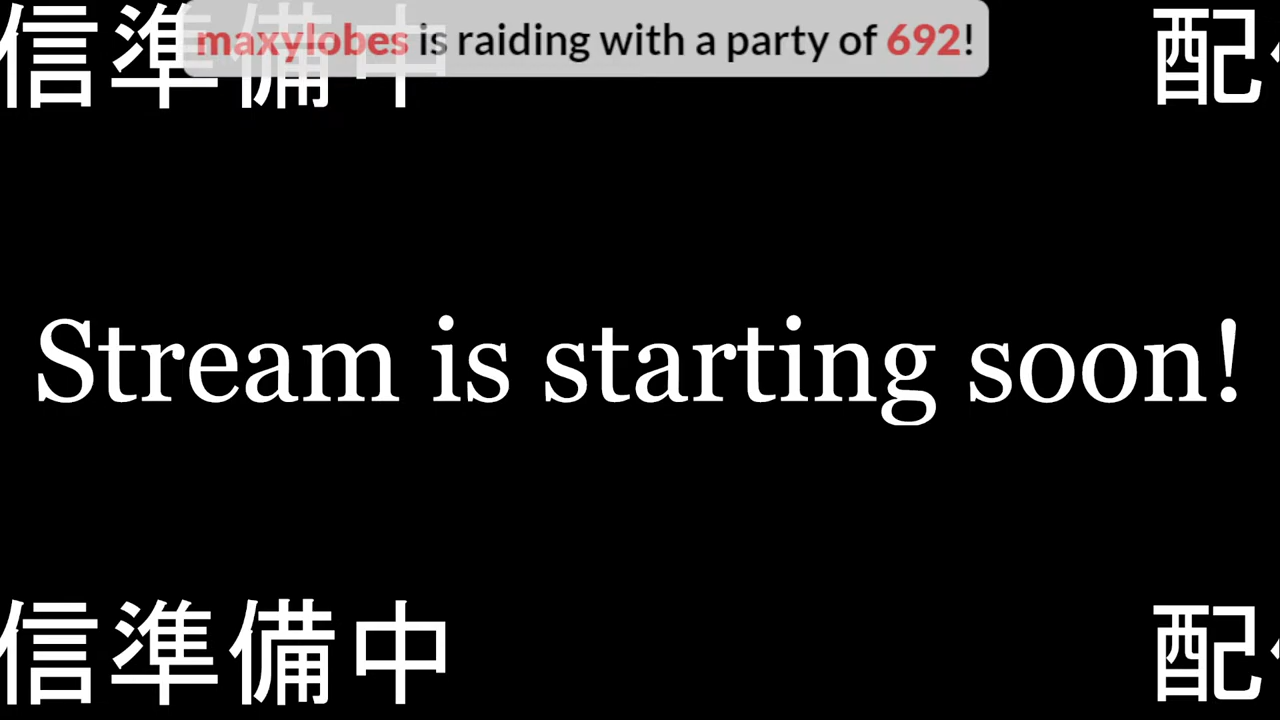 maxylobes is raiding with a party of 692!
信準備中 配
Stream is starting soon!
信準備中 配